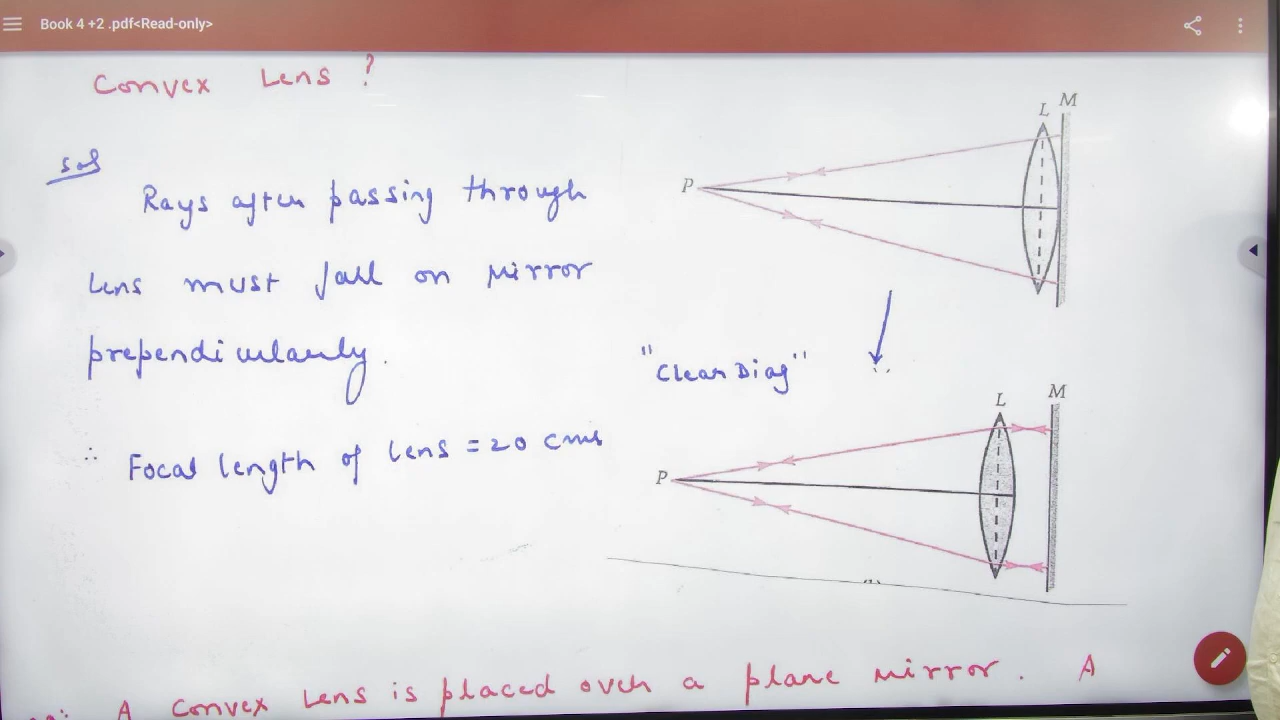 Book 4 +2 .pdf<Read-only>
Convex Lens ?
Sol
Rays after passing through
Lens must fall on Mirror
prependicularly.
∴ Focal length of Lens = 20 cms
L M
P
"Clear Diag"
L M
P
A Convex Lens is placed over a plane mirror. A